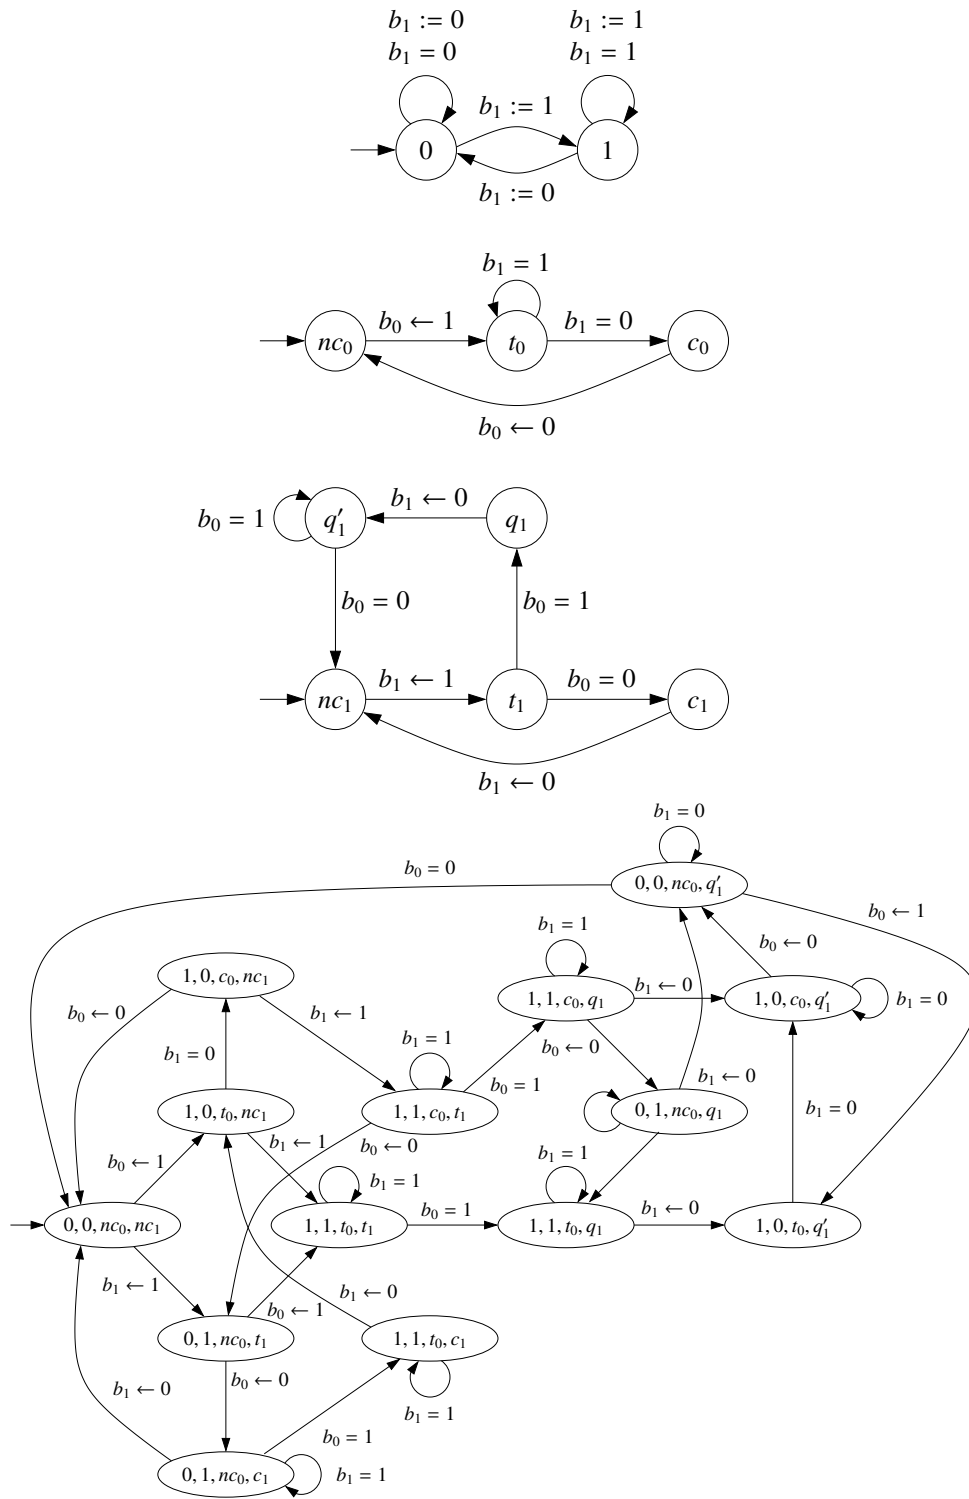 b₁ := 0 b₁ := 1
b₁ = 0 b₁ = 1
b₁ := 1
0 1
b₁ := 0
b₁ = 1
b₀ ← 1 b₁ = 0
nc₀ t₀ c₀
b₀ ← 0
b₁ ← 0
b₀ = 1 q′₁ q₁
b₀ = 0 b₀ = 1
b₁ ← 1 b₀ = 0
nc₁ t₁ c₁
b₁ ← 0
b₁ = 0
b₀ = 0
0, 0, nc₀, q′₁
b₀ ← 1
b₁ = 1 b₀ ← 0
1, 0, c₀, nc₁
b₁ ← 0
1, 1, c₀, q₁ 1, 0, c₀, q′₁ b₁ = 0
b₀ ← 0 b₁ ← 1
b₁ = 1 b₀ ← 0
b₁ = 0 b₀ = 1 b₁ ← 0
1, 0, t₀, nc₁ 1, 1, c₀, t₁ 0, 1, nc₀, q₁ b₁ = 0
b₁ ← 1 b₀ ← 0 b₁ = 1
b₀ ← 1
b₁ = 1
b₀ = 1 b₁ ← 0
0, 0, nc₀, nc₁ 1, 1, t₀, t₁ 1, 1, t₀, q₁ 1, 0, t₀, q′₁
b₁ ← 1 b₁ ← 0
b₀ ← 1
0, 1, nc₀, t₁ 1, 1, t₀, c₁
b₁ ← 0 b₀ ← 0
b₁ = 1
b₀ = 1
0, 1, nc₀, c₁ b₁ = 1